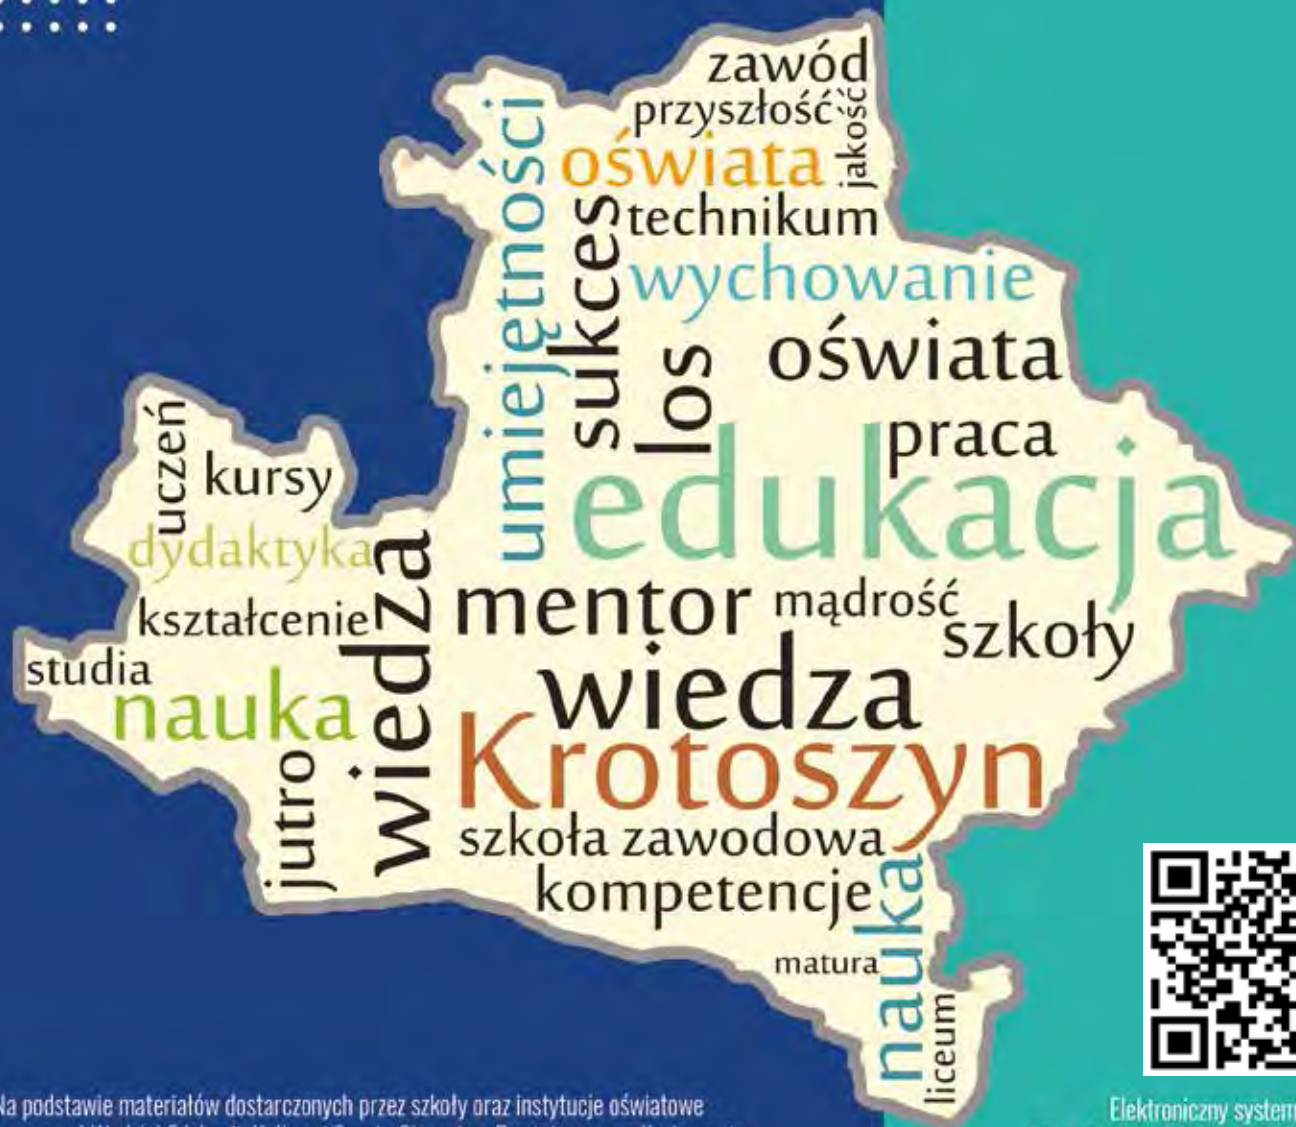 zawód
przyszłość
jakość
oświata
technikum
umiejętności
sukces
wychowanie
los
oświata
praca
edukacja
uczeń
kursy
dydaktyka
wiedza
mentor
mądrość
kształcenie
szkoły
studia
wiedza
nauka
Krotoszyn
jutro
szkoła zawodowa
kompetencje
nauka
matura
liceum
Na podstawie materiałów dostarczonych przez szkoły oraz instytucje oświatowe
Elektroniczny system